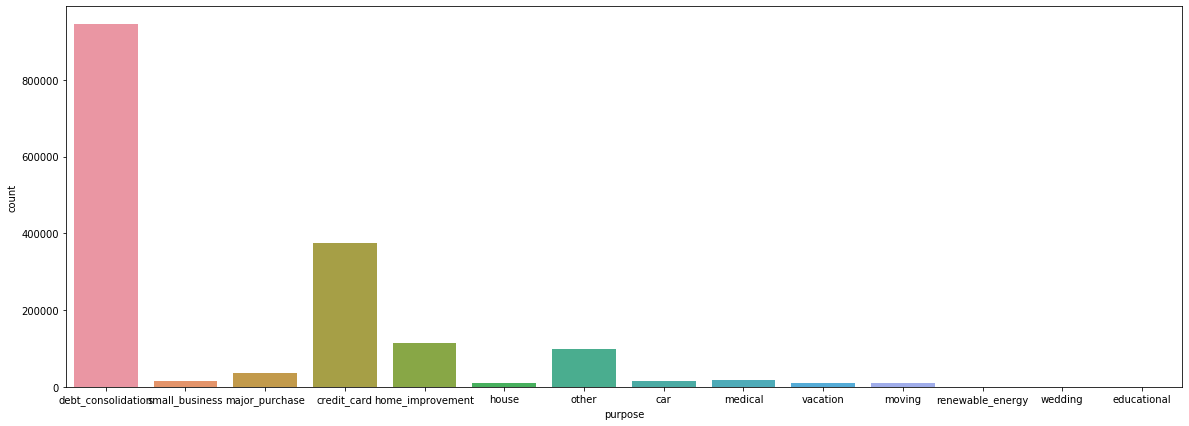 800000
600000
400000
200000
0
count
debt_consolidation small_business major_purchase credit_card home_improvement house other car medical vacation moving renewable_energy wedding educational
purpose